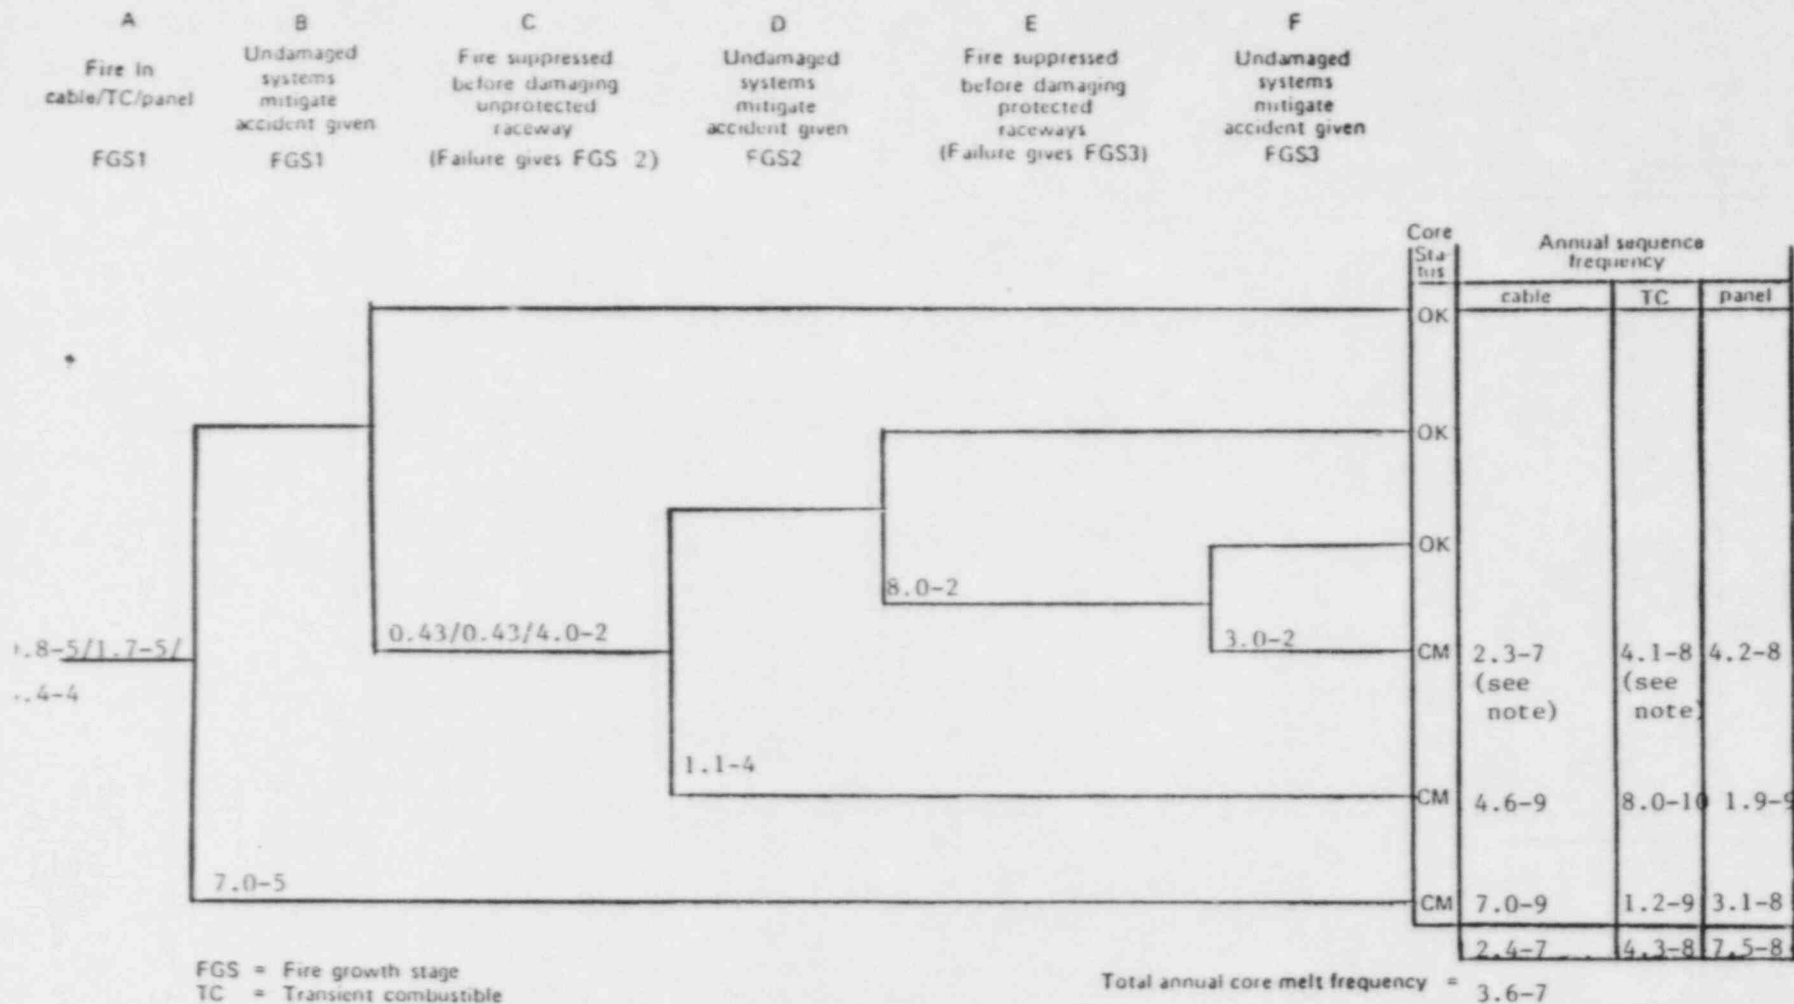 A
Fire in
cable/TC/panel
FGS1
B
Undamaged
systems
mitigate
accident given
FGS1
C
Fire suppressed
before damaging
unprotected
raceway
(Failure gives FGS 2)
D
Undamaged
systems
mitigate
accident given
FGS2
E
Fire suppressed
before damaging
protected
raceways
(Failure gives FGS3)
F
Undamaged
systems
mitigate
accident given
FGS3
Core
Sta-
tus
Annual sequence
frequency
cable TC panel
OK
OK
OK
8.0-2
.8-5/1.7-5/
.4-4
0.43/0.43/4.0-2
3.0-2
CM 2.3-7 4.1-8 4.2-8
(see (see
note) note)
1.1-4
CM 4.6-9 8.0-10 1.9-9
7.0-5
CM 7.0-9 1.2-9 3.1-8
2.4-7 4.3-8 7.5-8
FGS = Fire growth stage
TC = Transient combustible
Total annual core melt frequency = 3.6-7